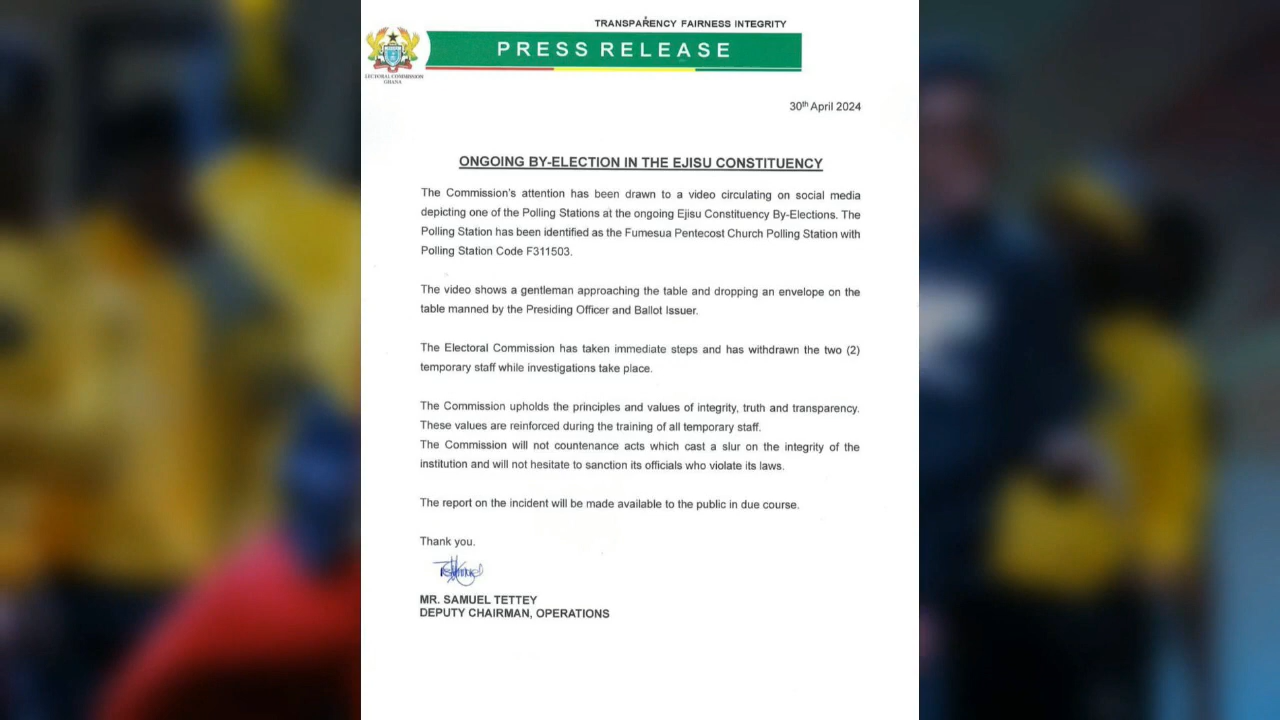 TRANSPARENCY FAIRNESS INTEGRITY
PRESS RELEASE
LECTORAL COMMISSION
GHANA
30th April 2024
ONGOING BY-ELECTION IN THE EJISU CONSTITUENCY
The Commission's attention has been drawn to a video circulating on social media
depicting one of the Polling Stations at the ongoing Ejisu Constituency By-Elections. The
Polling Station has been identified as the Fumesua Pentecost Church Polling Station with
Polling Station Code F311503.
The video shows a gentleman approaching the table and dropping an envelope on the
table manned by the Presiding Officer and Ballot Issuer.
The Electoral Commission has taken immediate steps and has withdrawn the two (2)
temporary staff while investigations take place.
The Commission upholds the principles and values of integrity, truth and transparency.
These values are reinforced during the training of all temporary staff.
The Commission will not countenance acts which cast a slur on the integrity of the
institution and will not hesitate to sanction its officials who violate its laws.
The report on the incident will be made available to the public in due course.
Thank you.
MR. SAMUEL TETTEY
DEPUTY CHAIRMAN, OPERATIONS